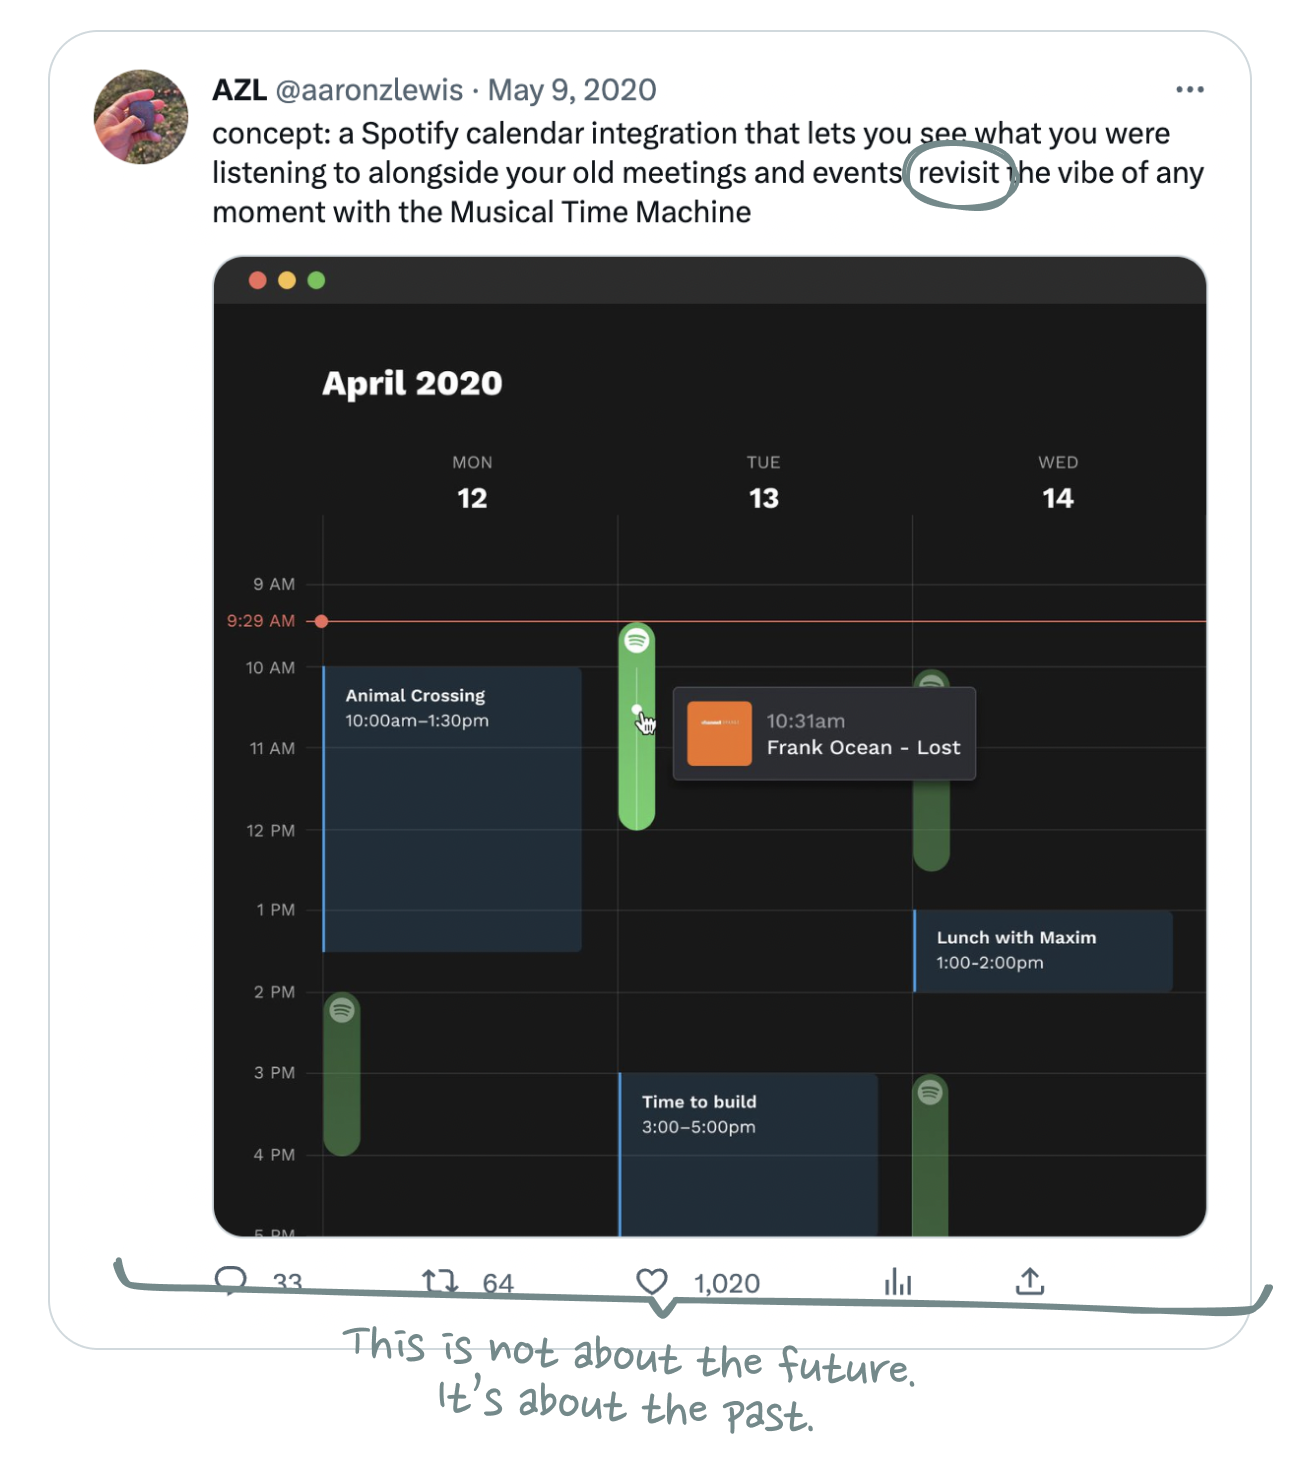 AZL @aaronzlewis · May 9, 2020
concept: a Spotify calendar integration that lets you see what you were
listening to alongside your old meetings and events revisit the vibe of any
moment with the Musical Time Machine
April 2020
MON TUE WED
12 13 14
9 AM
9:29 AM
10 AM
Animal Crossing
10:00am–1:30pm
10:31am
Frank Ocean - Lost
11 AM
12 PM
1 PM
Lunch with Maxim
1:00-2:00pm
2 PM
3 PM
Time to build
3:00–5:00pm
4 PM
5 PM
33 64 1,020
This is not about the future.
It's about the past.